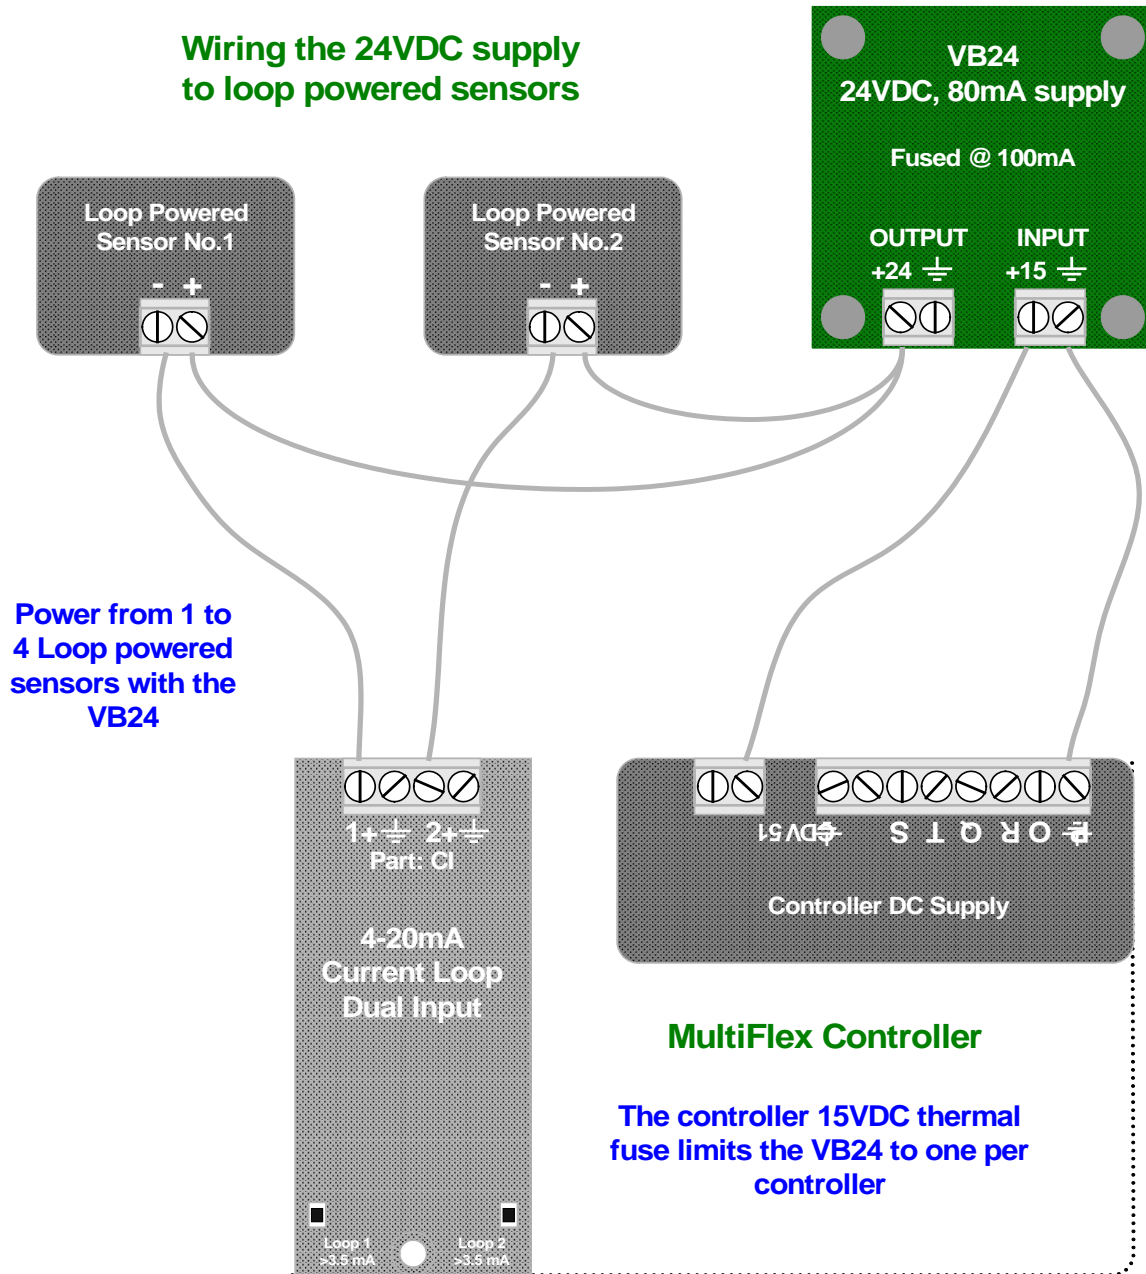 Wiring the 24VDC supply
to loop powered sensors
VB24
24VDC, 80mA supply
Fused @ 100mA
OUTPUT INPUT
+24 +15
Loop Powered
Sensor No.1
- +
Loop Powered
Sensor No.2
- +
Power from 1 to
4 Loop powered
sensors with the
VB24
1+ 2+
Part: CI
4-20mA
Current Loop
Dual Input
Loop 1
>3.5 mA
Loop 2
>3.5 mA
S T Q R O
Controller DC Supply
MultiFlex Controller
The controller 15VDC thermal
fuse limits the VB24 to one per
controller